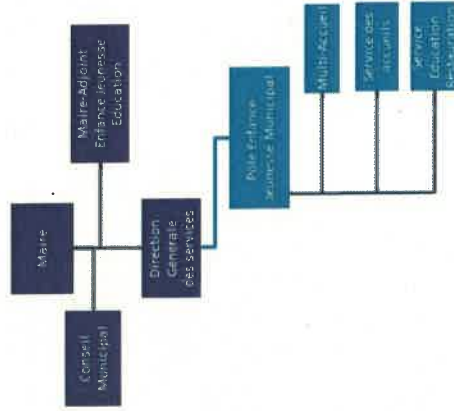 Maire
Conseil
Municipal
Maire-Adjoint
Enfance Jeunesse
Education
Direction
Générale
des services
Pôle Enfance
Jeunesse Municipal
Multi-Accueil
Service des
accueils
Service
Education
Restauration